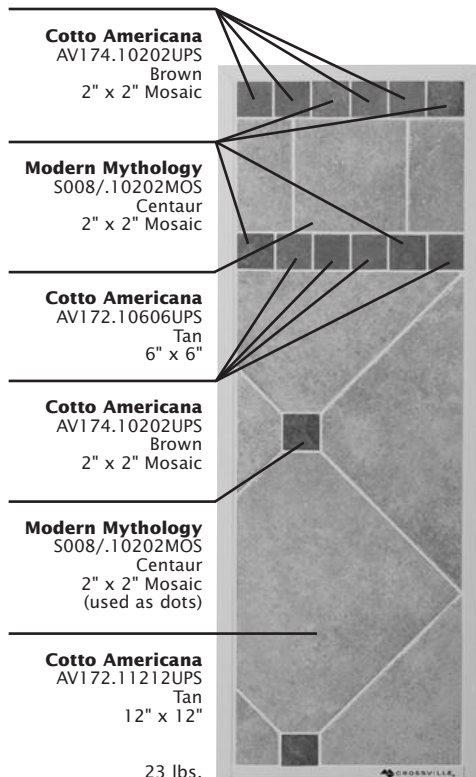 Cotto Americana
AV174.10202UPS
Brown
2" x 2" Mosaic
Modern Mythology
S008/.10202MOS
Centaur
2" x 2" Mosaic
Cotto Americana
AV172.10606UPS
Tan
6" x 6"
Cotto Americana
AV174.10202UPS
Brown
2" x 2" Mosaic
Modern Mythology
S008/.10202MOS
Centaur
2" x 2" Mosaic
(used as dots)
Cotto Americana
AV172.11212UPS
Tan
12" x 12"
23 lbs.
CROSSVILLE